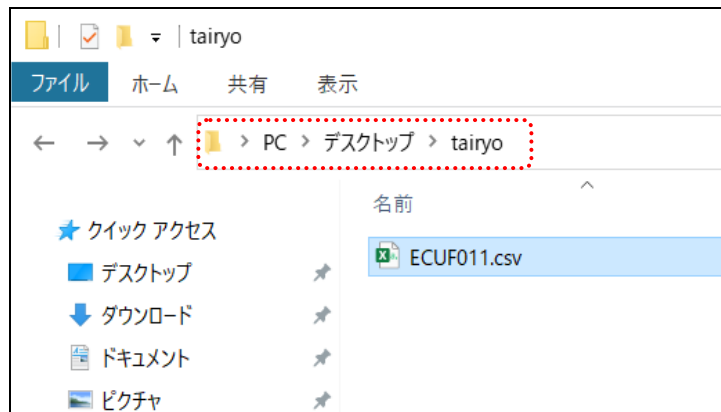 tairyo
ファイル ホーム 共有 表示
PC > デスクトップ > tairyo
名前
クイック アクセス
ECUF011.csv
デスクトップ
ダウンロード
ドキュメント
ピクチャ